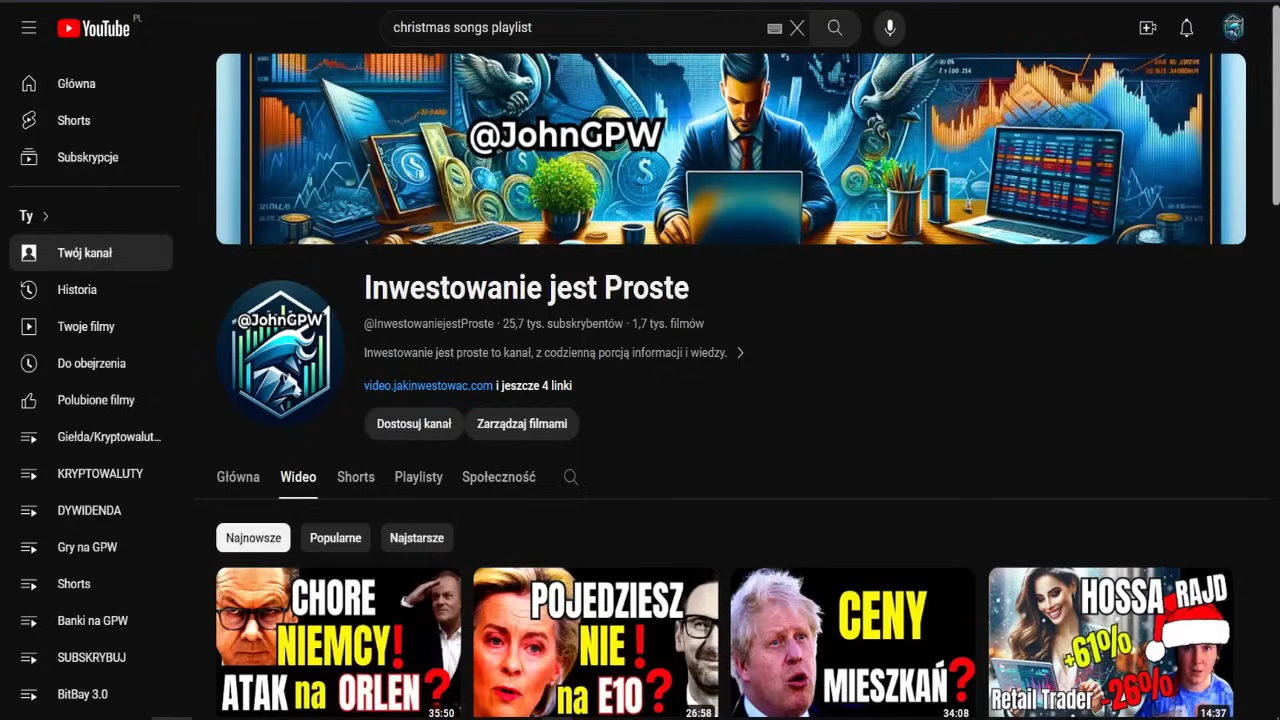 YouTube PL
christmas songs playlist
Główna
Shorts
Subskrypcje
Ty
Twój kanał
Historia
Twoje filmy
Do obejrzenia
Polubione filmy
Giełda/Kryptowalut...
KRYPTOWALUTY
DYWIDENDA
Gry na GPW
Shorts
Banki na GPW
SUBSKRYBUJ
BitBay 3.0
@JohnGPW
@JohnGPW
Inwestowanie jest Proste
@InwestowaniejestProste · 25,7 tys. subskrybentów · 1,7 tys. filmów
Inwestowanie jest proste to kanał, z codzienną porcją informacji i wiedzy.
video.jakinwestowac.com i jeszcze 4 linki
Dostosuj kanał
Zarządzaj filmami
Główna Wideo Shorts Playlisty Społeczność
Najnowsze Popularne Najstarsze
CHORE
NIEMCY!
ATAK na ORLEN?
35:50
POJEDZIESZ
NIE!
na E10?
26:58
CENY
MIESZKAŃ?
34:08
HOSSA RAJD
+61%
Retail Trader -26%
14:37